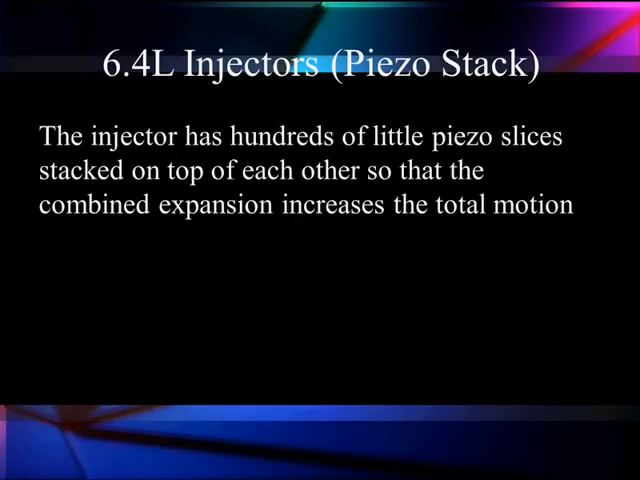 6.4L Injectors (Piezo Stack)
The injector has hundreds of little piezo slices
stacked on top of each other so that the
combined expansion increases the total motion